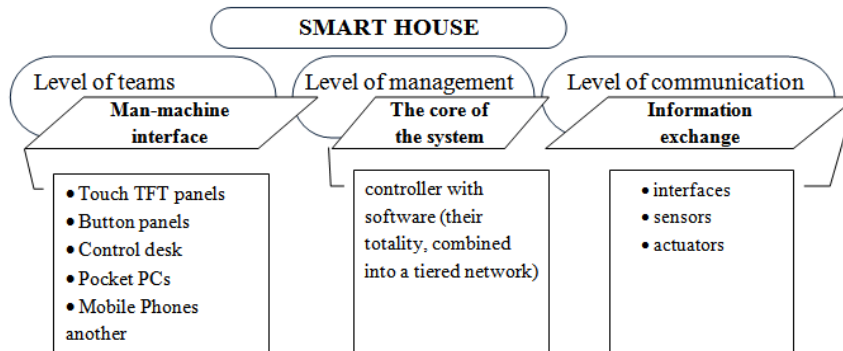 SMART HOUSE
Level of teams
Man-machine
interface
• Touch TFT panels
• Button panels
• Control desk
• Pocket PCs
• Mobile Phones
another
Level of management
The core of
the system
controller with
software (their
totality, combined
into a tiered network)
Level of communication
Information
exchange
• interfaces
• sensors
• actuators